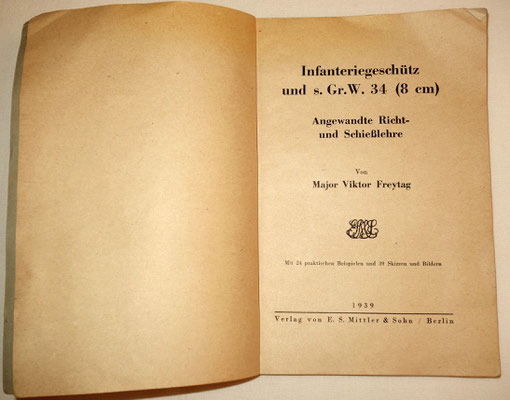 Infanteriegeschütz
und s. Gr.W. 34 (8 cm)
Angewandte Richt-
und Schießlehre
Von
Major Viktor Freytag
Mit 24 praktischen Beispielen und 39 Skizzen und Bildern
1939
Verlag von E. S. Mittler & Sohn / Berlin